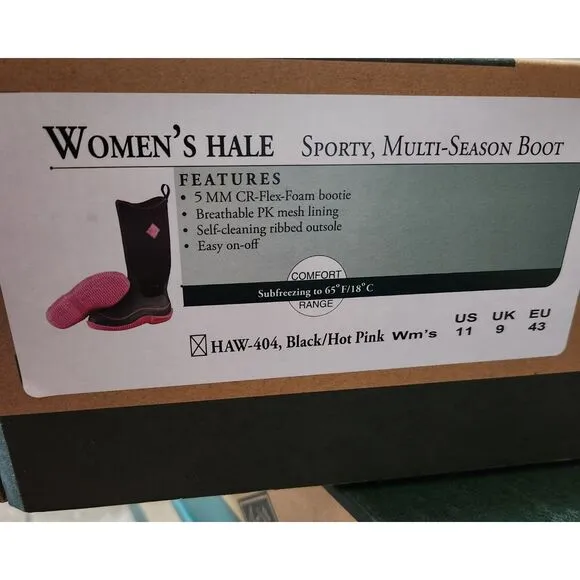 WOMEN'S HALE SPORTY, MULTI-SEASON BOOT
FEATURES
• 5 MM CR-Flex-Foam bootie
• Breathable PK mesh lining
• Self-cleaning ribbed outsole
• Easy on-off
COMFORT
Subfreezing to 65°F/18°C
RANGE
HAW-404, Black/Hot Pink Wm's
US UK EU
11 9 43